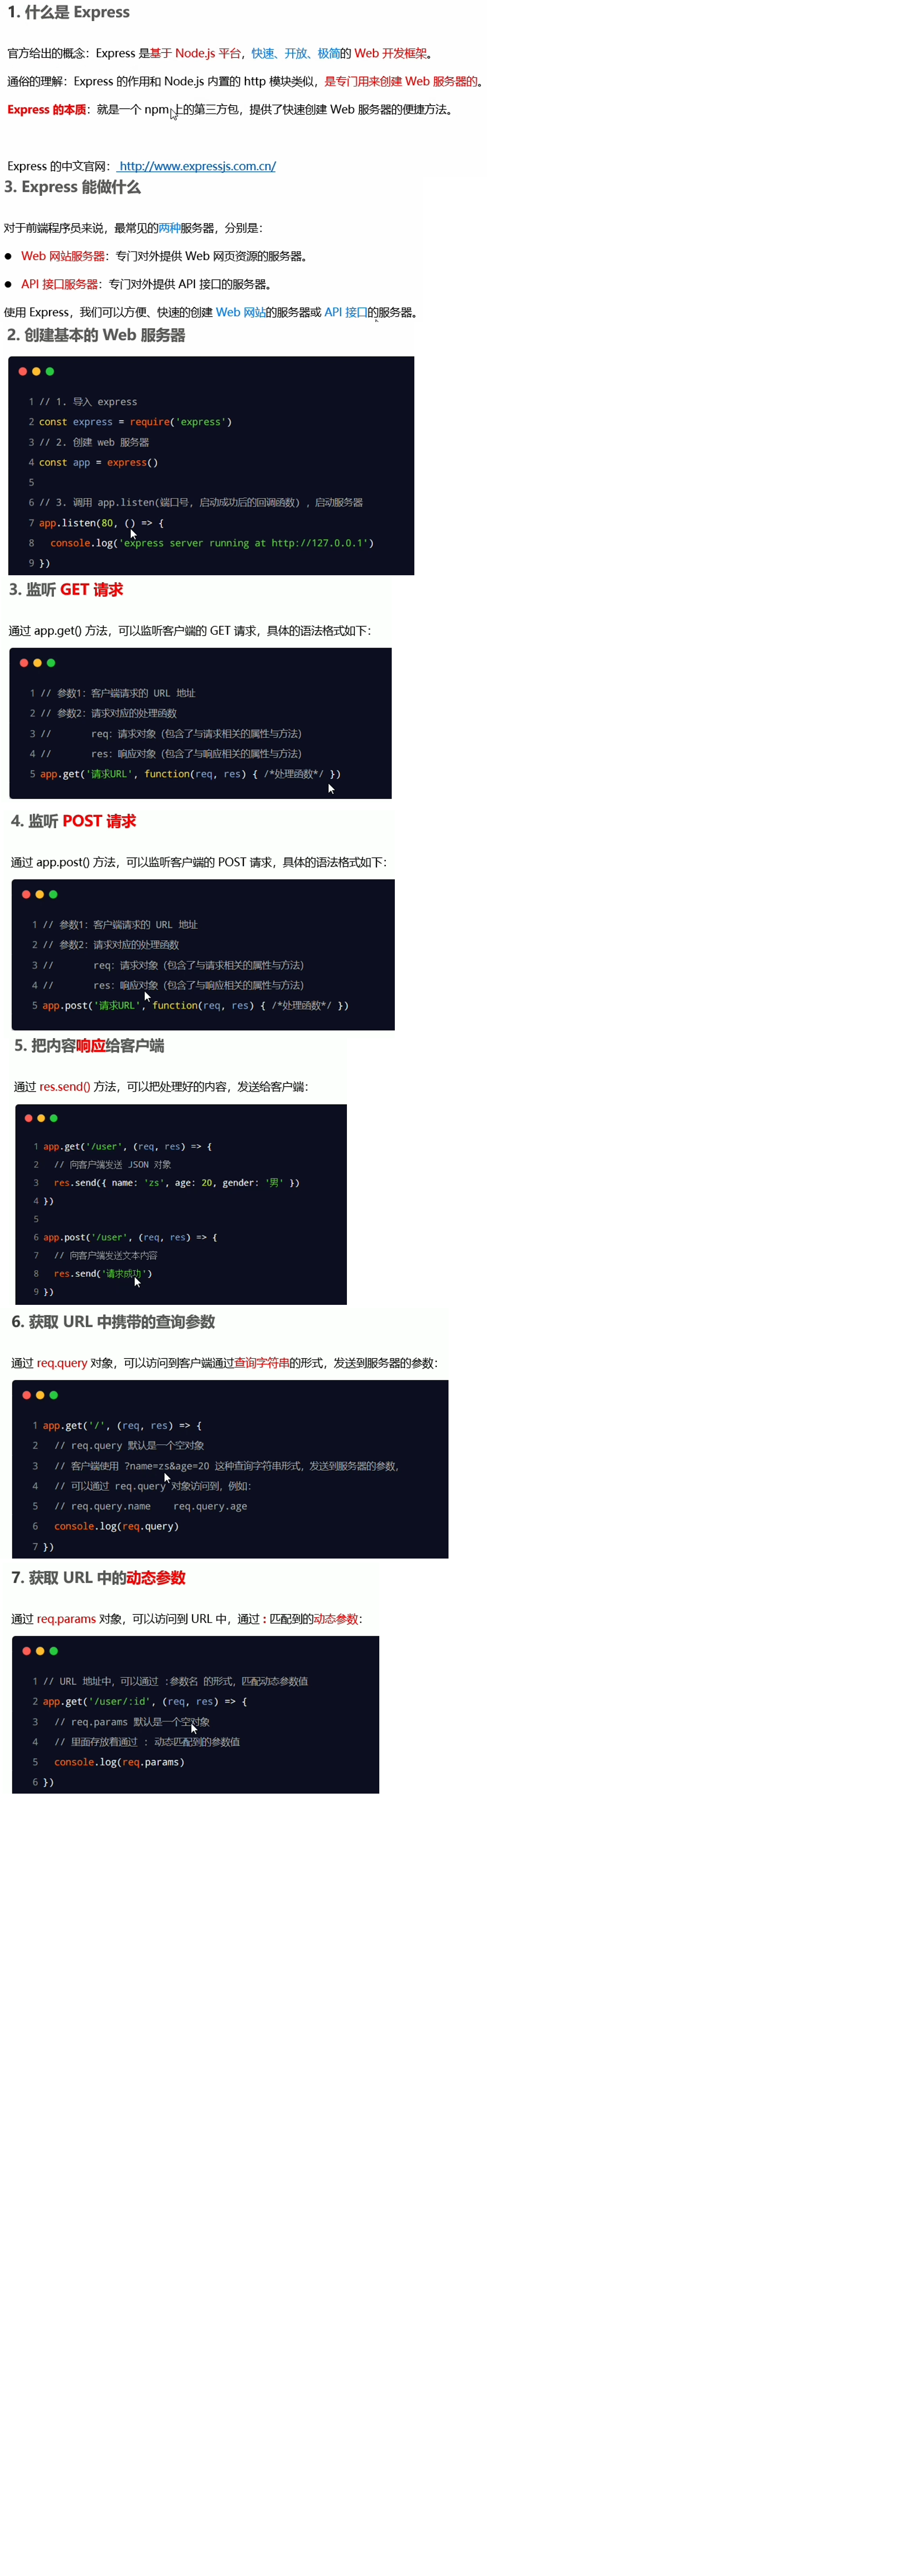 1. 什么是 Express
官方给出的概念：Express 是基于 Node.js 平台，快速、开放、极简的 Web 开发框架。
通俗的理解：Express 的作用和 Node.js 内置的 http 模块类似，是专门用来创建 Web 服务器的。
Express 的本质：就是一个 npm 上的第三方包，提供了快速创建 Web 服务器的便捷方法。
Express 的中文官网： http://www.expressjs.com.cn/
3. Express 能做什么
对于前端程序员来说，最常见的两种服务器，分别是：
● Web 网站服务器：专门对外提供 Web 网页资源的服务器。
● API 接口服务器：专门对外提供 API 接口的服务器。
使用 Express，我们可以方便、快速的创建 Web 网站的服务器或 API 接口的服务器。
2. 创建基本的 Web 服务器
1 // 1. 导入 express
2 const express = require('express')
3 // 2. 创建 web 服务器
4 const app = express()
5
6 // 3. 调用 app.listen(端口号, 启动成功后的回调函数) , 启动服务器
7 app.listen(80, () => {
8   console.log('express server running at http://127.0.0.1')
9 })
3. 监听 GET 请求
通过 app.get() 方法，可以监听客户端的 GET 请求，具体的语法格式如下：
1 // 参数1：客户端请求的 URL 地址
2 // 参数2：请求对应的处理函数
3 //       req：请求对象（包含了与请求相关的属性与方法）
4 //       res：响应对象（包含了与响应相关的属性与方法）
5 app.get('请求URL', function(req, res) { /*处理函数*/ })
4. 监听 POST 请求
通过 app.post() 方法，可以监听客户端的 POST 请求，具体的语法格式如下：
1 // 参数1：客户端请求的 URL 地址
2 // 参数2：请求对应的处理函数
3 //       req：请求对象（包含了与请求相关的属性与方法）
4 //       res：响应对象（包含了与响应相关的属性与方法）
5 app.post('请求URL', function(req, res) { /*处理函数*/ })
5. 把内容响应给客户端
通过 res.send() 方法，可以把处理好的内容，发送给客户端：
1 app.get('/user', (req, res) => {
2   // 向客户端发送 JSON 对象
3   res.send({ name: 'zs', age: 20, gender: '男' })
4 })
5
6 app.post('/user', (req, res) => {
7   // 向客户端发送文本内容
8   res.send('请求成功')
9 })
6. 获取 URL 中携带的查询参数
通过 req.query 对象，可以访问到客户端通过查询字符串的形式，发送到服务器的参数：
1 app.get('/', (req, res) => {
2   // req.query 默认是一个空对象
3   // 客户端使用 ?name=zs&age=20 这种查询字符串形式，发送到服务器的参数，
4   // 可以通过 req.query 对象访问到，例如：
5   // req.query.name    req.query.age
6   console.log(req.query)
7 })
7. 获取 URL 中的动态参数
通过 req.params 对象，可以访问到 URL 中，通过 : 匹配到的动态参数：
1 // URL 地址中，可以通过 :参数名 的形式，匹配动态参数值
2 app.get('/user/:id', (req, res) => {
3   // req.params 默认是一个空对象
4   // 里面存放着通过 : 动态匹配到的参数值
5   console.log(req.params)
6 })